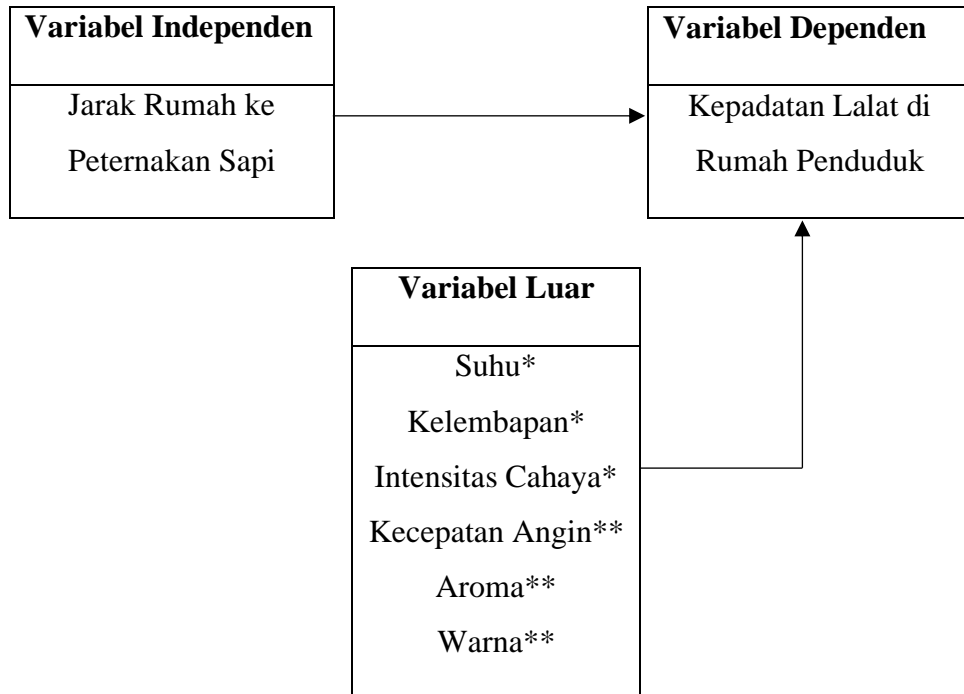 Variabel Independen
Jarak Rumah ke
Peternakan Sapi
Variabel Dependen
Kepadatan Lalat di
Rumah Penduduk
Variabel Luar
Suhu*
Kelembapan*
Intensitas Cahaya*
Kecepatan Angin**
Aroma**
Warna**